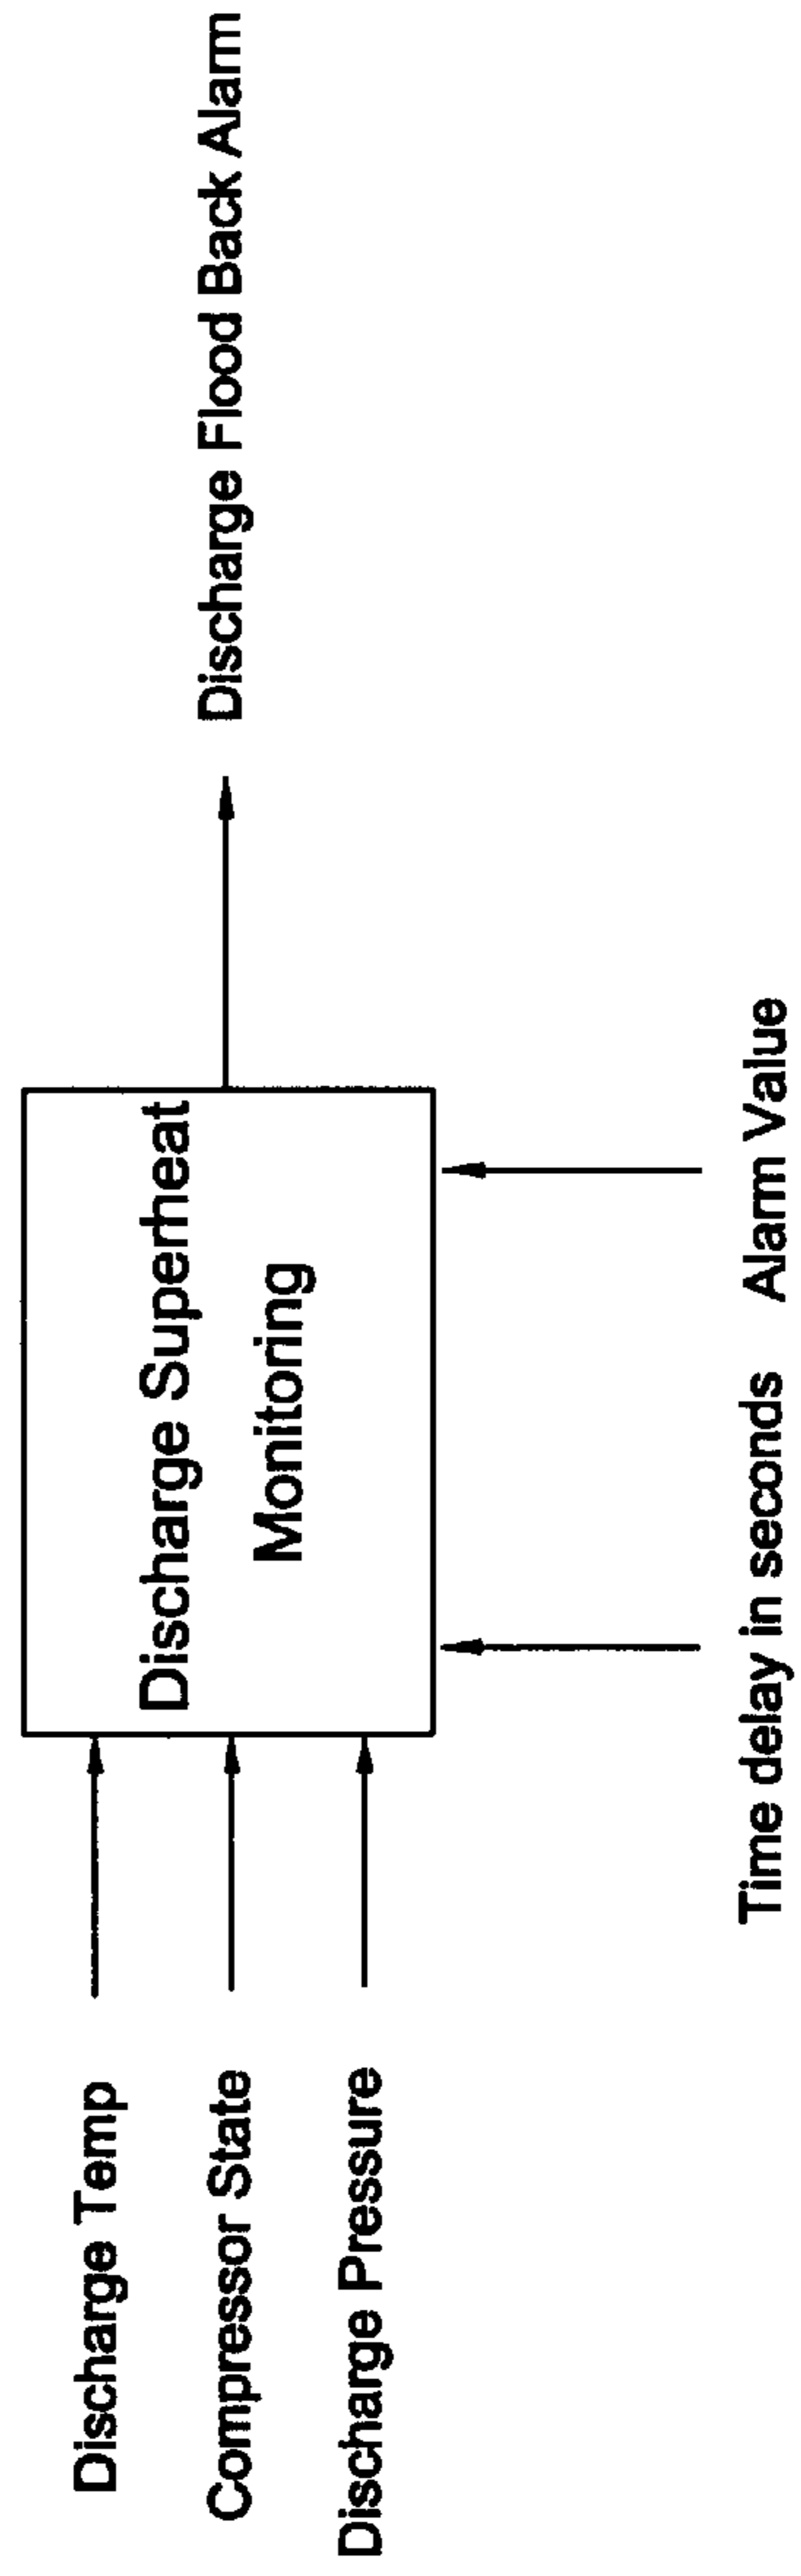 Discharge Temp
Compressor State
Discharge Pressure
Discharge Superheat
Monitoring
Discharge Flood Back Alarm
Time delay in seconds
Alarm Value